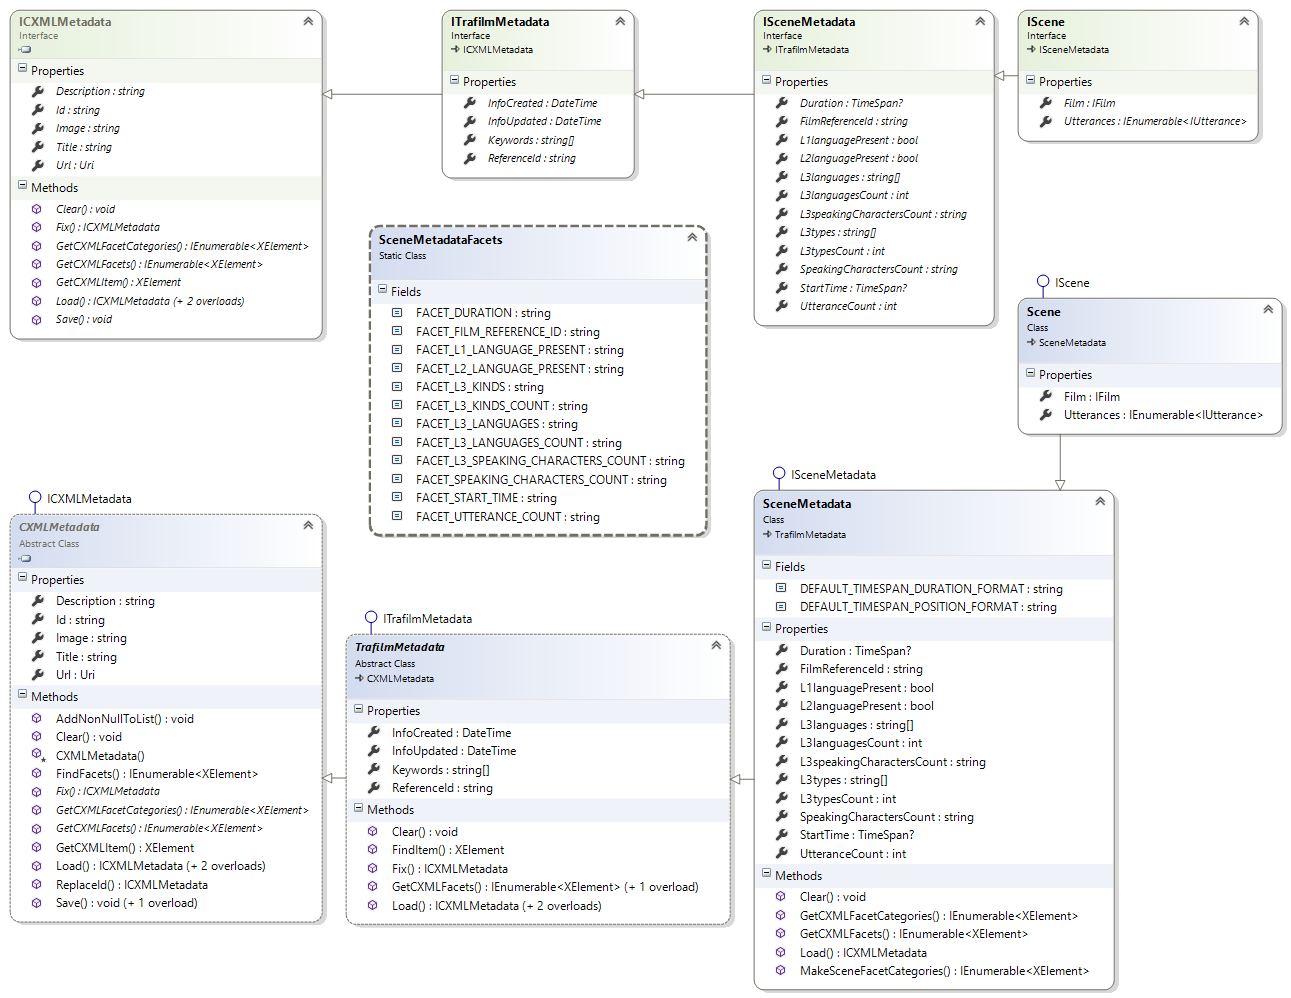 ICXMLMetadata
Interface
Properties
Description : string
Id : string
Image : string
Title : string
Url : Uri
Methods
Clear() : void
Fix() : ICXMLMetadata
GetCXMLFacetCategories() : IEnumerable<XElement>
GetCXMLFacets() : IEnumerable<XElement>
GetCXMLItem() : XElement
Load() : ICXMLMetadata (+ 2 overloads)
Save() : void
ITrafilmMetadata
Interface
ICXMLMetadata
Properties
InfoCreated : DateTime
InfoUpdated : DateTime
Keywords : string[]
ReferenceId : string
ISceneMetadata
Interface
ITrafilmMetadata
Properties
Duration : TimeSpan?
FilmReferenceId : string
L1languagePresent : bool
L2languagePresent : bool
L3languages : string[]
L3languagesCount : int
L3speakingCharactersCount : string
L3types : string[]
L3typesCount : int
SpeakingCharactersCount : string
StartTime : TimeSpan?
UtteranceCount : int
IScene
Interface
ISceneMetadata
Properties
Film : IFilm
Utterances : IEnumerable<IUtterance>
SceneMetadataFacets
Static Class
Fields
FACET_DURATION : string
FACET_FILM_REFERENCE_ID : string
FACET_L1_LANGUAGE_PRESENT : string
FACET_L2_LANGUAGE_PRESENT : string
FACET_L3_KINDS : string
FACET_L3_KINDS_COUNT : string
FACET_L3_LANGUAGES : string
FACET_L3_LANGUAGES_COUNT : string
FACET_L3_SPEAKING_CHARACTERS_COUNT : string
FACET_SPEAKING_CHARACTERS_COUNT : string
FACET_START_TIME : string
FACET_UTTERANCE_COUNT : string
IScene
Scene
Class
SceneMetadata
Properties
Film : IFilm
Utterances : IEnumerable<IUtterance>
ICXMLMetadata
CXMLMetadata
Abstract Class
Properties
Description : string
Id : string
Image : string
Title : string
Url : Uri
Methods
AddNonNullToList() : void
Clear() : void
CXMLMetadata()
FindFacets() : IEnumerable<XElement>
Fix() : ICXMLMetadata
GetCXMLFacetCategories() : IEnumerable<XElement>
GetCXMLFacets() : IEnumerable<XElement>
GetCXMLItem() : XElement
Load() : ICXMLMetadata (+ 2 overloads)
ReplaceId() : ICXMLMetadata
Save() : void (+ 1 overload)
ITrafilmMetadata
TrafilmMetadata
Abstract Class
CXMLMetadata
Properties
InfoCreated : DateTime
InfoUpdated : DateTime
Keywords : string[]
ReferenceId : string
Methods
Clear() : void
FindItem() : XElement
Fix() : ICXMLMetadata
GetCXMLFacets() : IEnumerable<XElement> (+ 1 overload)
Load() : ICXMLMetadata (+ 2 overloads)
ISceneMetadata
SceneMetadata
Class
TrafilmMetadata
Fields
DEFAULT_TIMESPAN_DURATION_FORMAT : string
DEFAULT_TIMESPAN_POSITION_FORMAT : string
Properties
Duration : TimeSpan?
FilmReferenceId : string
L1languagePresent : bool
L2languagePresent : bool
L3languages : string[]
L3languagesCount : int
L3speakingCharactersCount : string
L3types : string[]
L3typesCount : int
SpeakingCharactersCount : string
StartTime : TimeSpan?
UtteranceCount : int
Methods
Clear() : void
GetCXMLFacetCategories() : IEnumerable<XElement>
GetCXMLFacets() : IEnumerable<XElement>
Load() : ICXMLMetadata
MakeSceneFacetCategories() : IEnumerable<XElement>